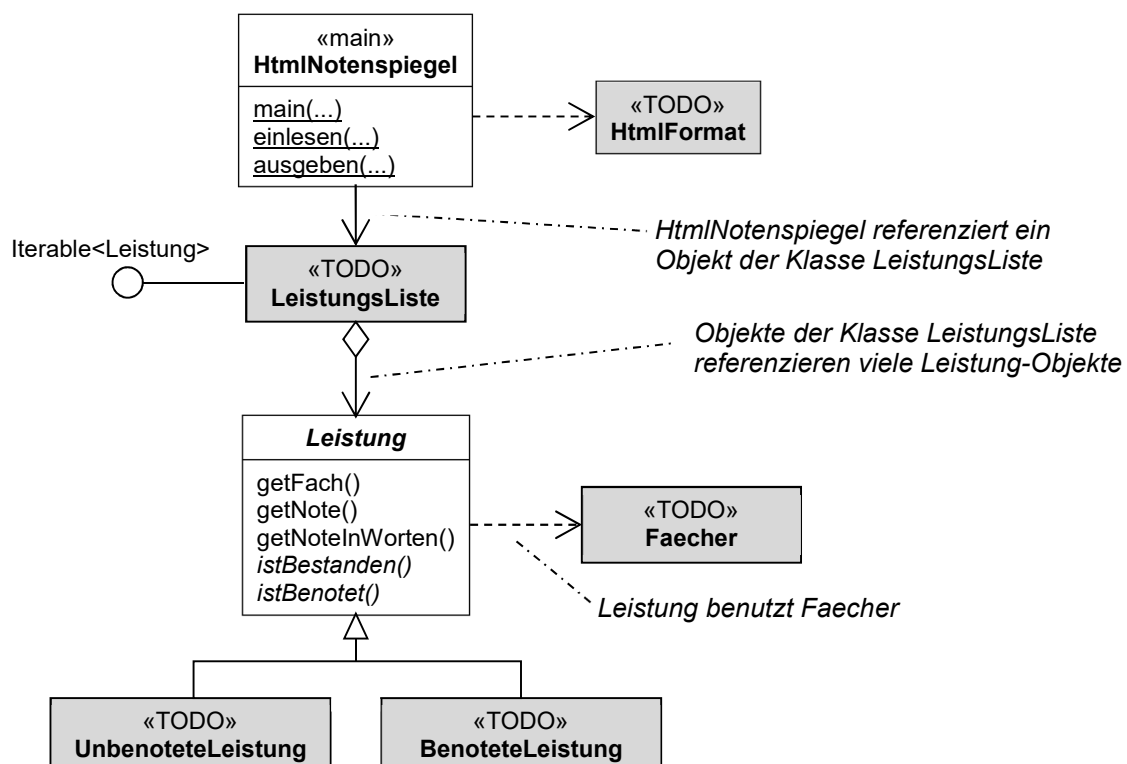 «main»
HtmlNotenspiegel
main(...)
einlesen(...)
ausgeben(...)
«TODO»
HtmlFormat
HtmlNotenspiegel referenziert ein
Objekt der Klasse LeistungsListe
Iterable<Leistung>
«TODO»
LeistungsListe
Objekte der Klasse LeistungsListe
referenzieren viele Leistung-Objekte
Leistung
getFach()
getNote()
getNoteInWorten()
istBestanden()
istBenotet()
«TODO»
Faecher
Leistung benutzt Faecher
«TODO»
UnbenoteteLeistung
«TODO»
BenoteteLeistung